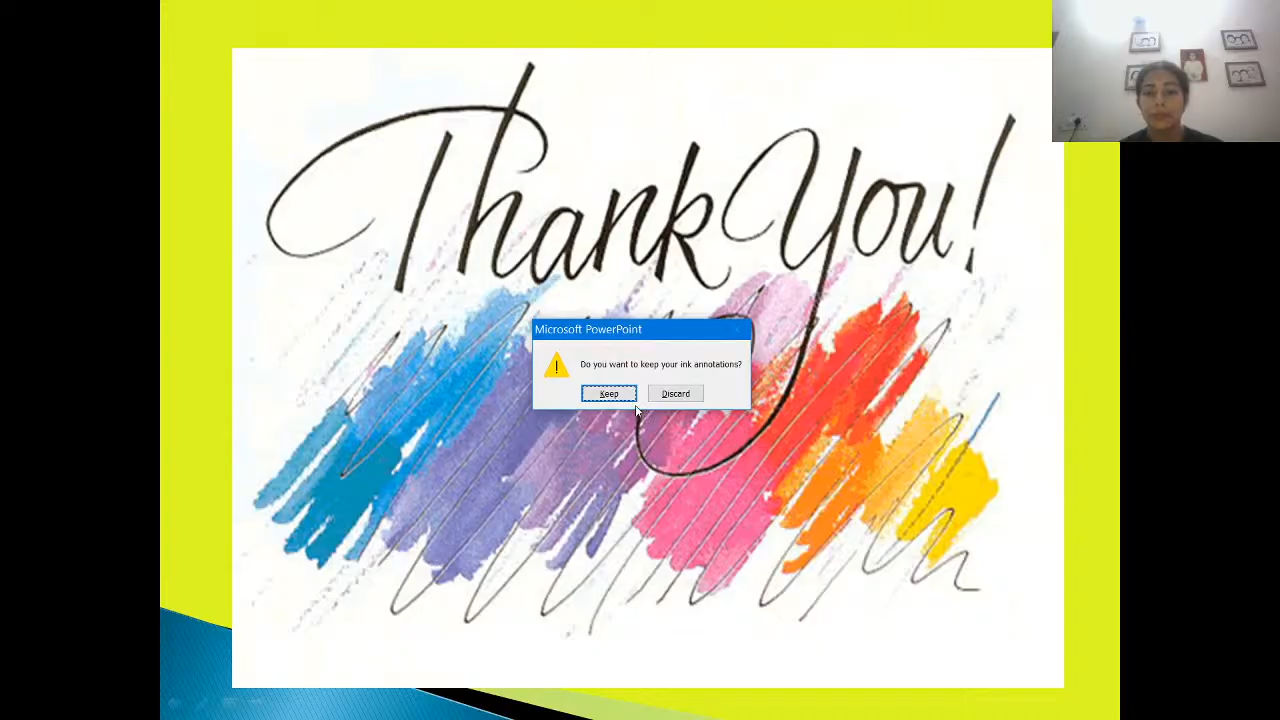 Thank You!
Microsoft PowerPoint
Do you want to keep your ink annotations?
Keep
Discard